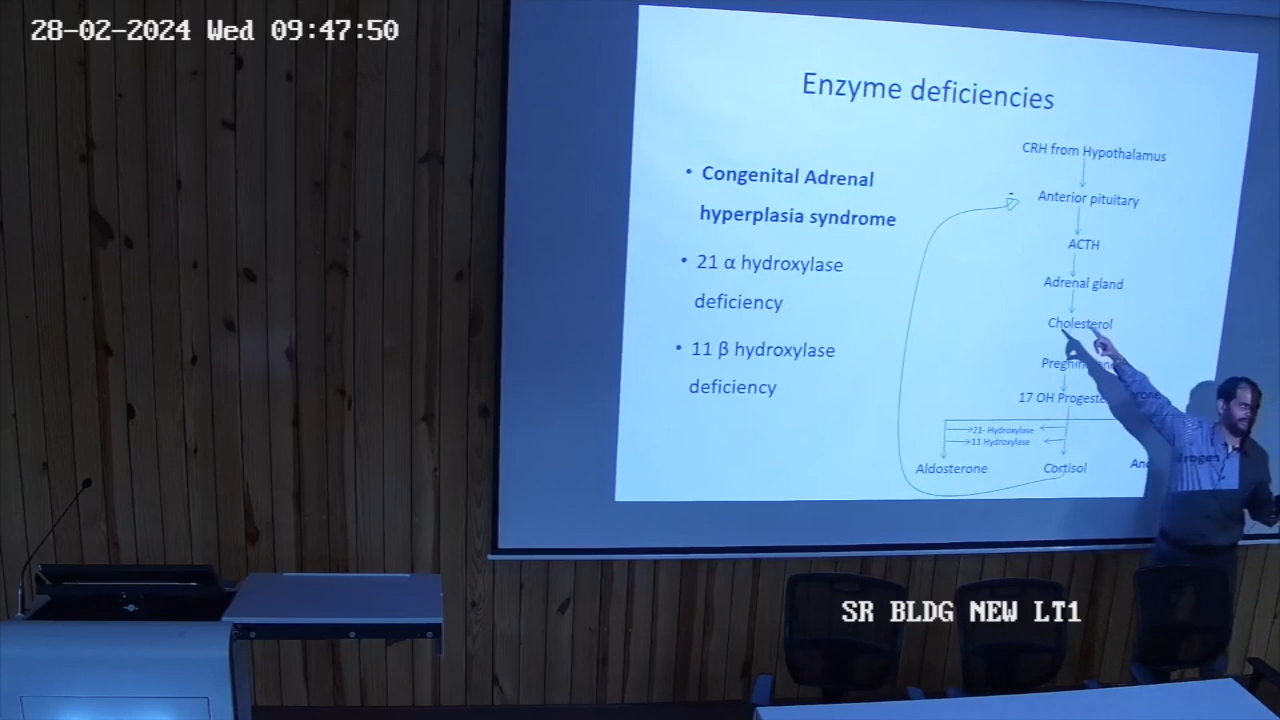 28-02-2024 Wed 09:47:50
Enzyme deficiencies
• Congenital Adrenal
hyperplasia syndrome
• 21 α hydroxylase
deficiency
• 11 β hydroxylase
deficiency
CRH from Hypothalamus
-
Anterior pituitary
ACTH
Adrenal gland
Cholesterol
17 OH Progesterone
21- Hydroxylase
11 Hydroxylase
Aldosterone
Cortisol
SR BLDG NEW LT1